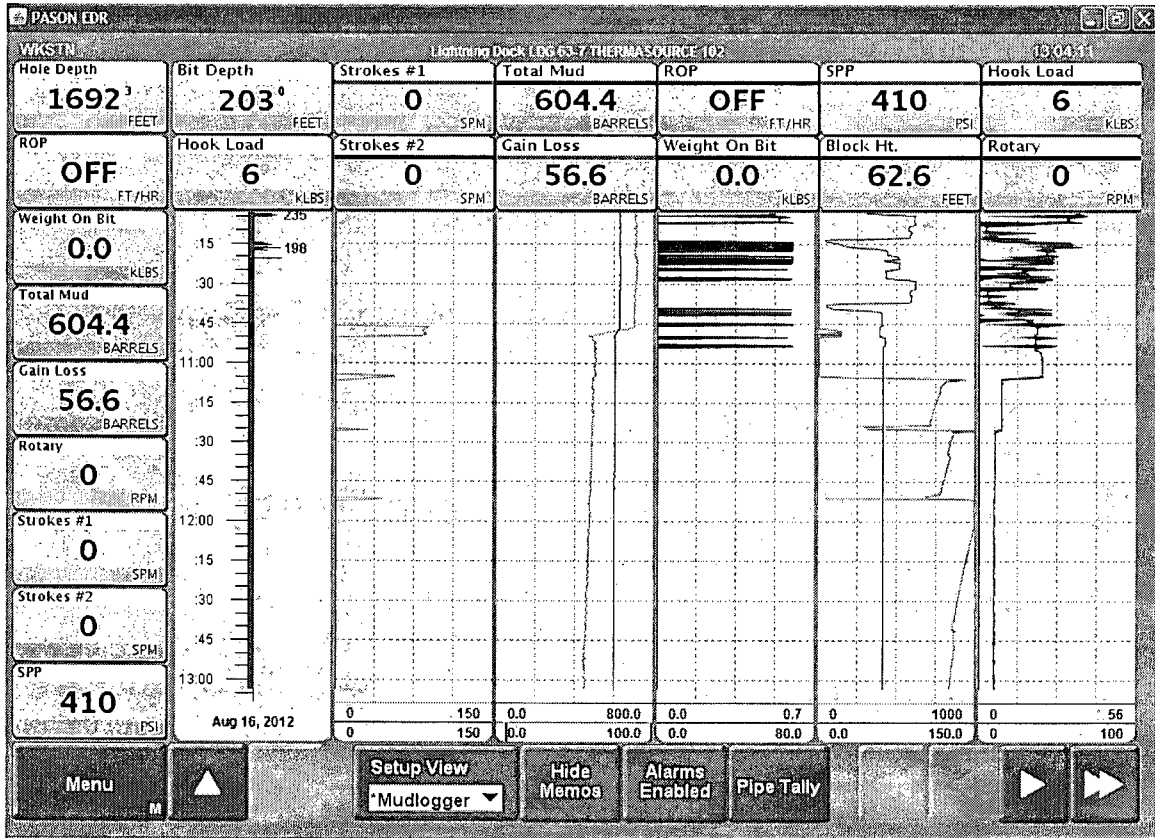 PASON EDR
WKSTN Lightning Dock LDG 63-7 THERMASOURCE 102 13:04:11
Hole Depth
1692 3
FEET
Bit Depth
203 0
FEET
Strokes #1
0
SPM
Total Mud
604.4
BARRELS
ROP
OFF
FT/HR
SPP
410
PSI
Hook Load
6
KLBS
ROP
OFF
FT/HR
Hook Load
6
KLBS
Strokes #2
0
SPM
Gain Loss
56.6
BARRELS
Weight On Bit
0.0
KLBS
Block Ht.
62.6
FEET
Rotary
0
RPM
Weight On Bit
0.0
KLBS
Total Mud
604.4
BARRELS
Gain Loss
56.6
BARRELS
Rotary
0
RPM
Strokes #1
0
SPM
Strokes #2
0
SPM
SPP
410
PSI
235
:15 198
:30
:45
11:00
:15
:30
:45
12:00
:15
:30
:45
13:00
Aug 16, 2012
0 150 0.0 800.0 0.0 0.7 0 1000 0 56
0 150 0.0 100.0 0.0 80.0 0.0 150.0 0 100
Menu
M
Setup View
*Mudlogger
Hide
Memos
Alarms
Enabled
Pipe Tally